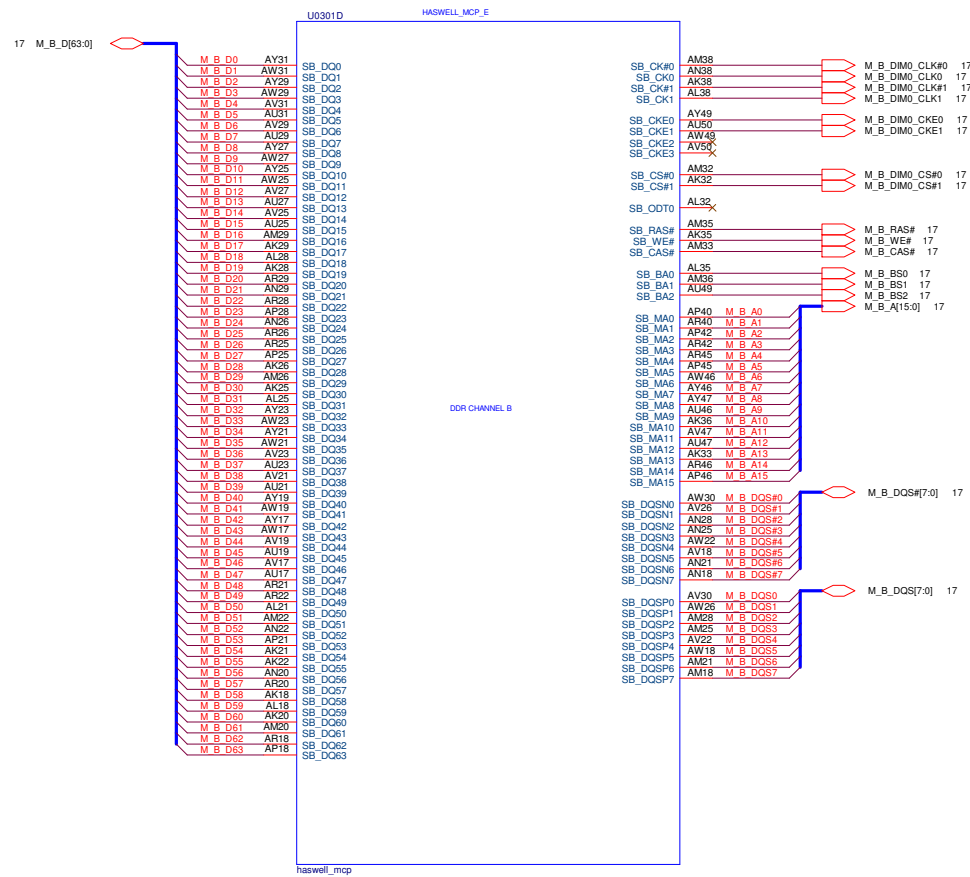 U0301D HASWELL_MCP_E
17 M_B_D[63:0]
M_B_D0 AY31 SB_DQ0
M_B_D1 AW31 SB_DQ1
M_B_D2 AY29 SB_DQ2
M_B_D3 AW29 SB_DQ3
M_B_D4 AV31 SB_DQ4
M_B_D5 AU31 SB_DQ5
M_B_D6 AV29 SB_DQ6
M_B_D7 AU29 SB_DQ7
M_B_D8 AY27 SB_DQ8
M_B_D9 AW27 SB_DQ9
M_B_D10 AY25 SB_DQ10
M_B_D11 AW25 SB_DQ11
M_B_D12 AV27 SB_DQ12
M_B_D13 AU27 SB_DQ13
M_B_D14 AV25 SB_DQ14
M_B_D15 AU25 SB_DQ15
M_B_D16 AM29 SB_DQ16
M_B_D17 AK29 SB_DQ17
M_B_D18 AL28 SB_DQ18
M_B_D19 AK28 SB_DQ19
M_B_D20 AR29 SB_DQ20
M_B_D21 AN29 SB_DQ21
M_B_D22 AR28 SB_DQ22
M_B_D23 AP28 SB_DQ23
M_B_D24 AN26 SB_DQ24
M_B_D25 AR26 SB_DQ25
M_B_D26 AR25 SB_DQ26
M_B_D27 AP25 SB_DQ27
M_B_D28 AK26 SB_DQ28
M_B_D29 AM26 SB_DQ29
M_B_D30 AK25 SB_DQ30
M_B_D31 AL25 SB_DQ31
M_B_D32 AY23 SB_DQ32
M_B_D33 AW23 SB_DQ33
M_B_D34 AY21 SB_DQ34
M_B_D35 AW21 SB_DQ35
M_B_D36 AV23 SB_DQ36
M_B_D37 AU23 SB_DQ37
M_B_D38 AV21 SB_DQ38
M_B_D39 AU21 SB_DQ39
M_B_D40 AY19 SB_DQ40
M_B_D41 AW19 SB_DQ41
M_B_D42 AY17 SB_DQ42
M_B_D43 AW17 SB_DQ43
M_B_D44 AV19 SB_DQ44
M_B_D45 AU19 SB_DQ45
M_B_D46 AV17 SB_DQ46
M_B_D47 AU17 SB_DQ47
M_B_D48 AR21 SB_DQ48
M_B_D49 AR22 SB_DQ49
M_B_D50 AL21 SB_DQ50
M_B_D51 AM22 SB_DQ51
M_B_D52 AN22 SB_DQ52
M_B_D53 AP21 SB_DQ53
M_B_D54 AK21 SB_DQ54
M_B_D55 AK22 SB_DQ55
M_B_D56 AN20 SB_DQ56
M_B_D57 AR20 SB_DQ57
M_B_D58 AK18 SB_DQ58
M_B_D59 AL18 SB_DQ59
M_B_D60 AK20 SB_DQ60
M_B_D61 AM20 SB_DQ61
M_B_D62 AR18 SB_DQ62
M_B_D63 AP18 SB_DQ63
DDR CHANNEL B
SB_CK#0 AM38 M_B_DIM0_CLK#0 17
SB_CK0 AN38 M_B_DIM0_CLK0 17
SB_CK#1 AK38 M_B_DIM0_CLK#1 17
SB_CK1 AL38 M_B_DIM0_CLK1 17
SB_CKE0 AY49 M_B_DIM0_CKE0 17
SB_CKE1 AU50 M_B_DIM0_CKE1 17
SB_CKE2 AW49
SB_CKE3 AV50
SB_CS#0 AM32 M_B_DIM0_CS#0 17
SB_CS#1 AK32 M_B_DIM0_CS#1 17
SB_ODT0 AL32
SB_RAS# AM35 M_B_RAS# 17
SB_WE# AK35 M_B_WE# 17
SB_CAS# AM33 M_B_CAS# 17
SB_BA0 AL35 M_B_BS0 17
SB_BA1 AM36 M_B_BS1 17
SB_BA2 AU49 M_B_BS2 17
M_B_A[15:0] 17
SB_MA0 AP40 M_B_A0
SB_MA1 AR40 M_B_A1
SB_MA2 AP42 M_B_A2
SB_MA3 AR42 M_B_A3
SB_MA4 AR45 M_B_A4
SB_MA5 AP45 M_B_A5
SB_MA6 AW46 M_B_A6
SB_MA7 AY46 M_B_A7
SB_MA8 AY47 M_B_A8
SB_MA9 AU46 M_B_A9
SB_MA10 AK36 M_B_A10
SB_MA11 AV47 M_B_A11
SB_MA12 AU47 M_B_A12
SB_MA13 AK33 M_B_A13
SB_MA14 AR46 M_B_A14
SB_MA15 AP46 M_B_A15
M_B_DQS#[7:0] 17
SB_DQSN0 AW30 M_B_DQS#0
SB_DQSN1 AV26 M_B_DQS#1
SB_DQSN2 AN28 M_B_DQS#2
SB_DQSN3 AN25 M_B_DQS#3
SB_DQSN4 AW22 M_B_DQS#4
SB_DQSN5 AV18 M_B_DQS#5
SB_DQSN6 AN21 M_B_DQS#6
SB_DQSN7 AN18 M_B_DQS#7
M_B_DQS[7:0] 17
SB_DQSP0 AV30 M_B_DQS0
SB_DQSP1 AW26 M_B_DQS1
SB_DQSP2 AM28 M_B_DQS2
SB_DQSP3 AM25 M_B_DQS3
SB_DQSP4 AV22 M_B_DQS4
SB_DQSP5 AW18 M_B_DQS5
SB_DQSP6 AM21 M_B_DQS6
SB_DQSP7 AM18 M_B_DQS7
haswell_mcp